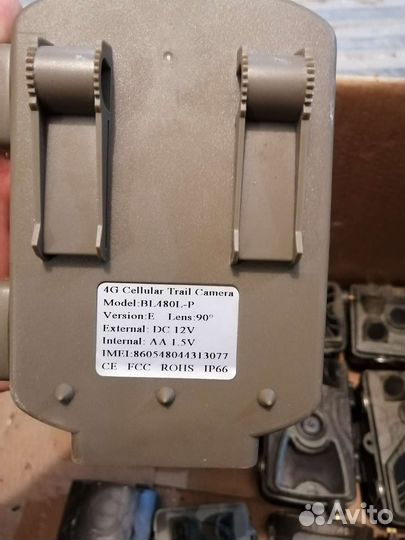 4G Cellular Trail Camera
Model:BL480L-P
Version:E Lens:90°
External: DC 12V
Internal: AA 1.5V
IMEI:860548044313077
CE FCC ROHS IP66
Avito